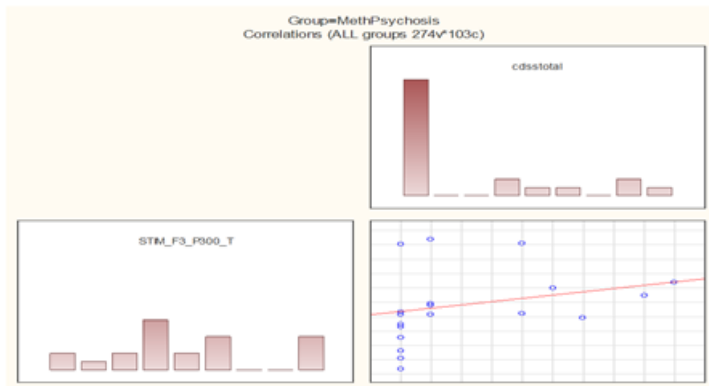 Group=MethPsychosis
Correlations (ALL groups 274v*103c)
cdsstotal
STIM_F3_P300_T